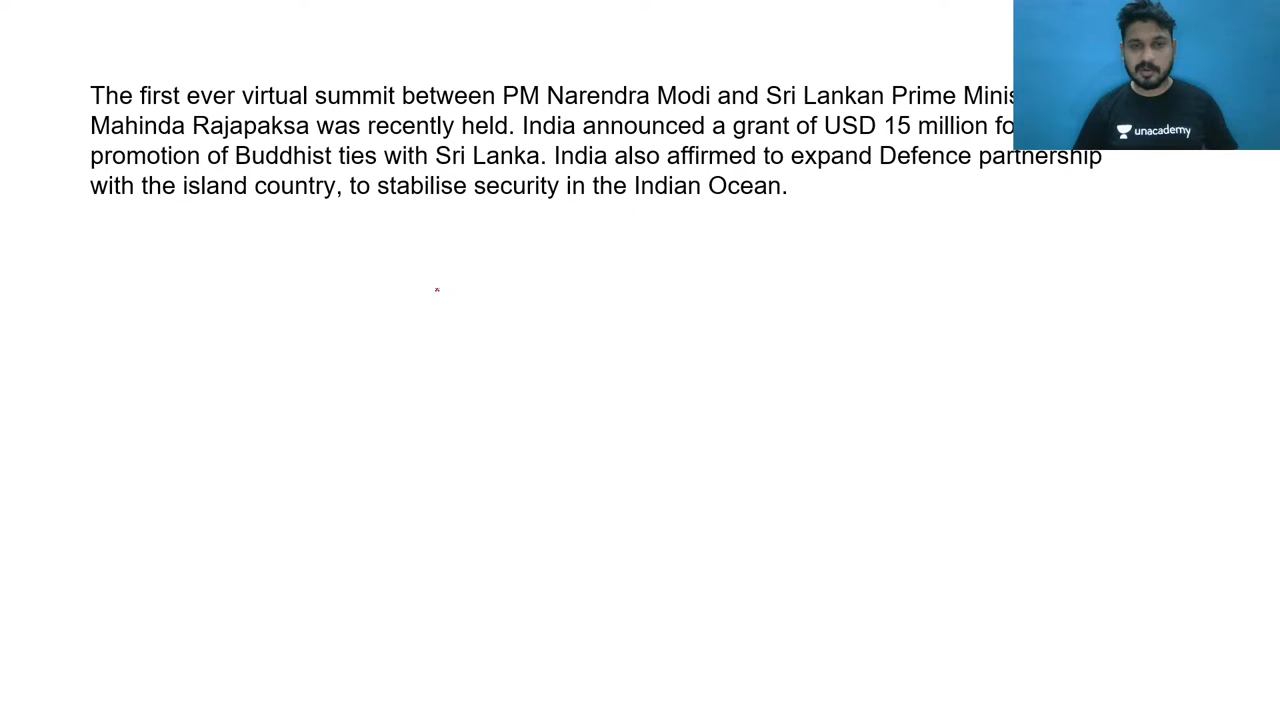 The first ever virtual summit between PM Narendra Modi and Sri Lankan Prime
Mahinda Rajapaksa was recently held. India announced a grant of USD 15 million
promotion of Buddhist ties with Sri Lanka. India also affirmed to expand Defence partnership
with the island country, to stabilise security in the Indian Ocean.
unacademy